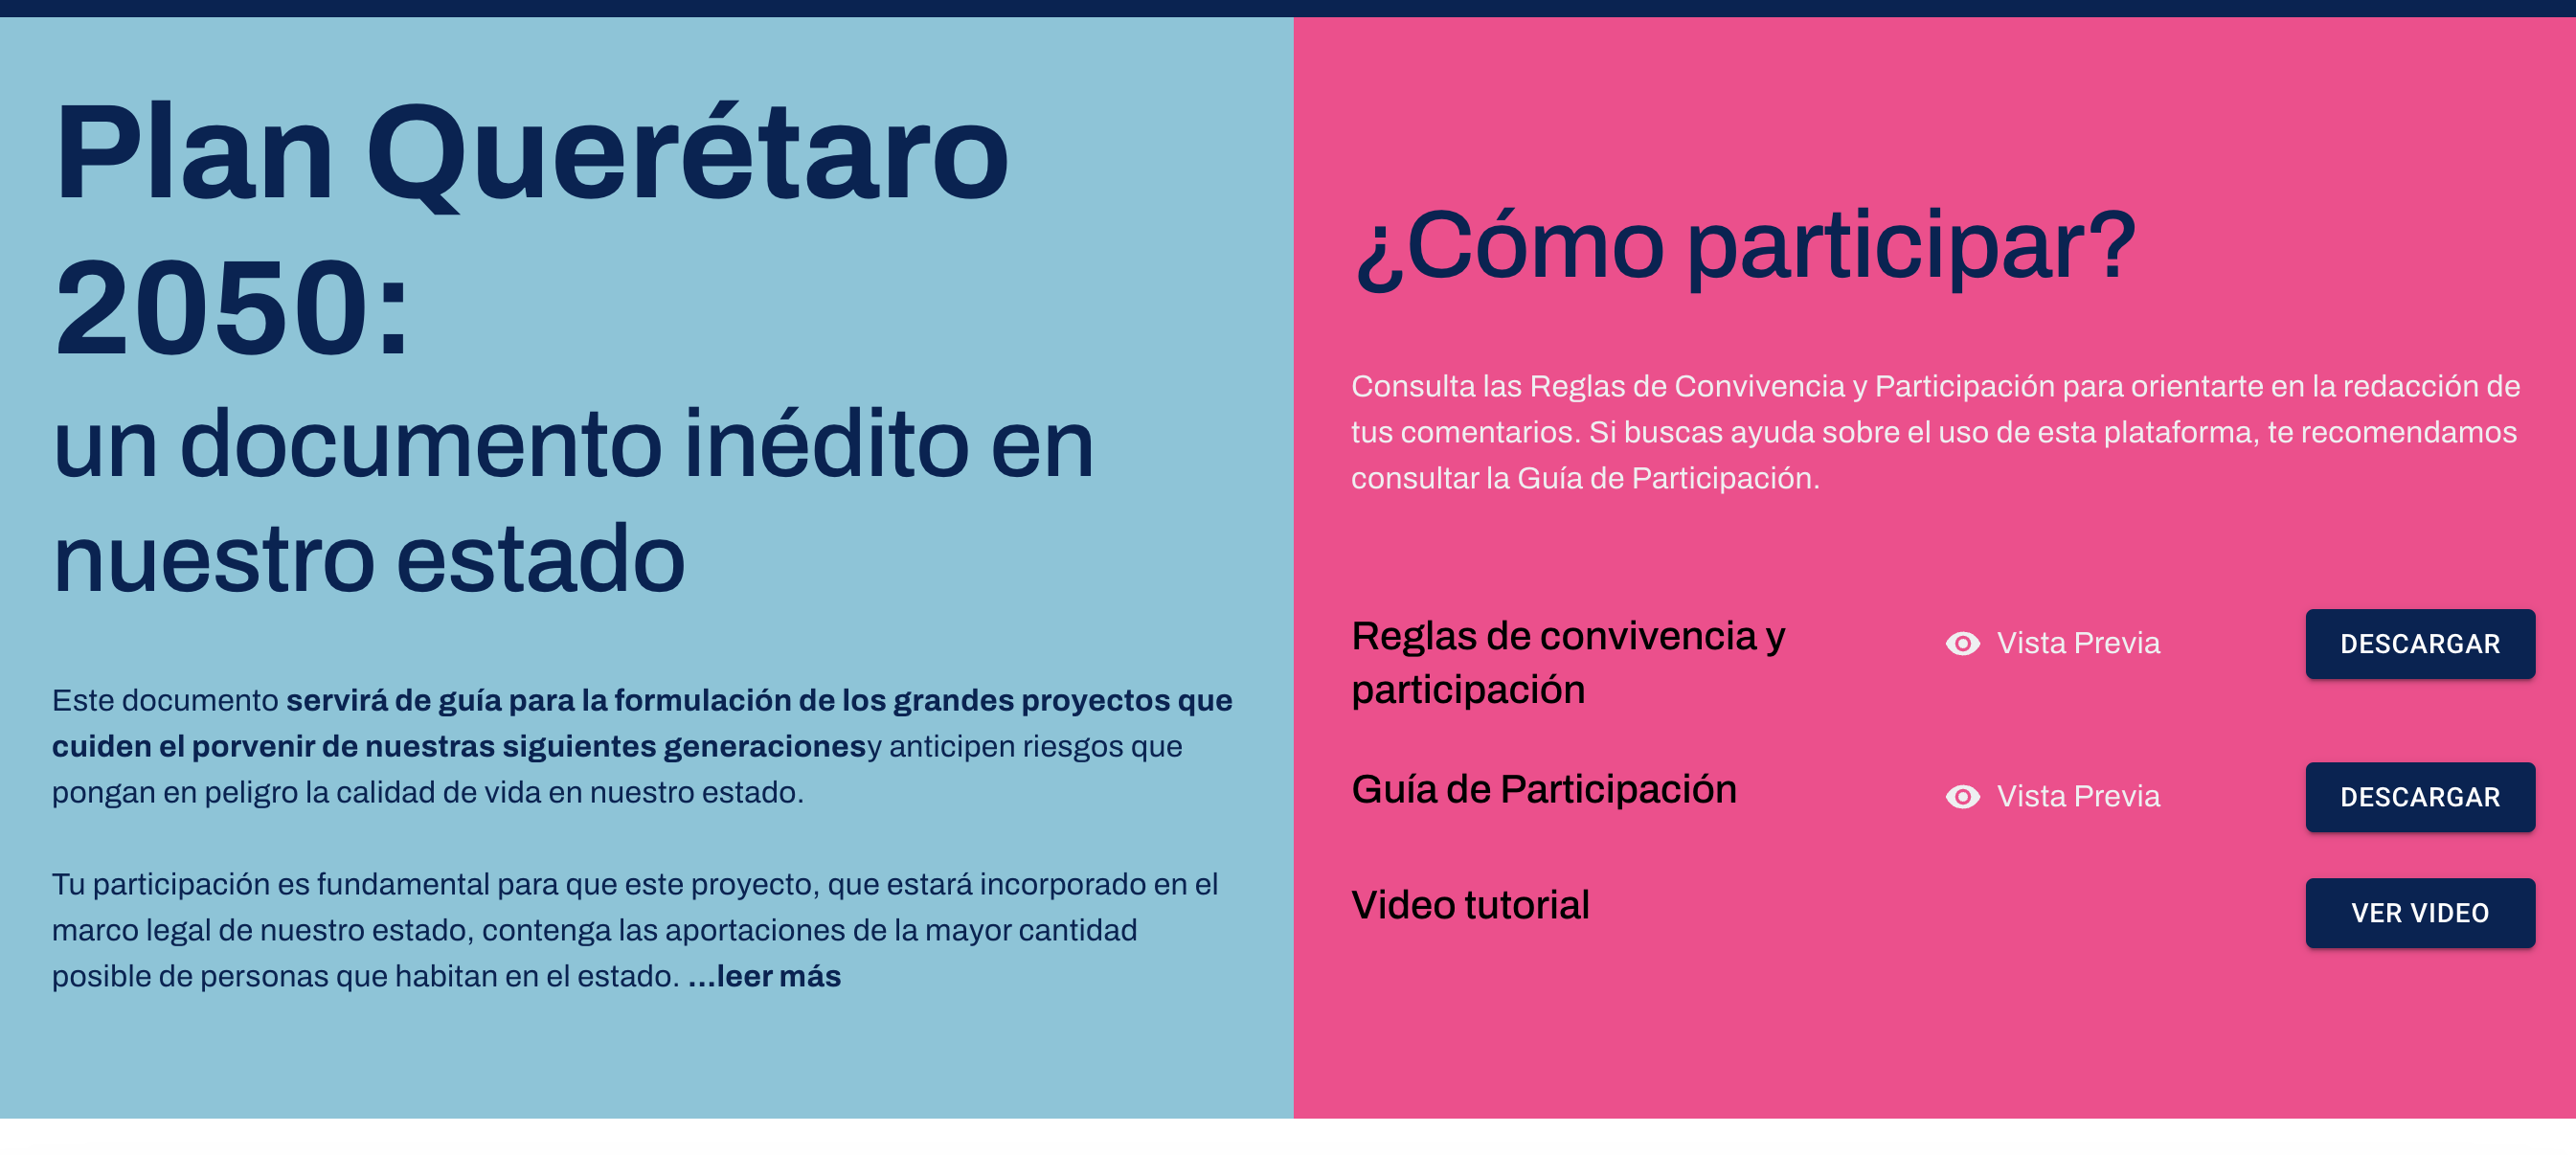 Plan Querétaro
2050:
un documento inédito en
nuestro estado
Este documento servirá de guía para la formulación de los grandes proyectos que
cuiden el porvenir de nuestras siguientes generacionesy anticipen riesgos que
pongan en peligro la calidad de vida en nuestro estado.
Tu participación es fundamental para que este proyecto, que estará incorporado en el
marco legal de nuestro estado, contenga las aportaciones de la mayor cantidad
posible de personas que habitan en el estado. ...leer más
¿Cómo participar?
Consulta las Reglas de Convivencia y Participación para orientarte en la redacción de
tus comentarios. Si buscas ayuda sobre el uso de esta plataforma, te recomendamos
consultar la Guía de Participación.
Reglas de convivencia y
participación
Vista Previa
DESCARGAR
Guía de Participación
Vista Previa
DESCARGAR
Video tutorial
VER VIDEO